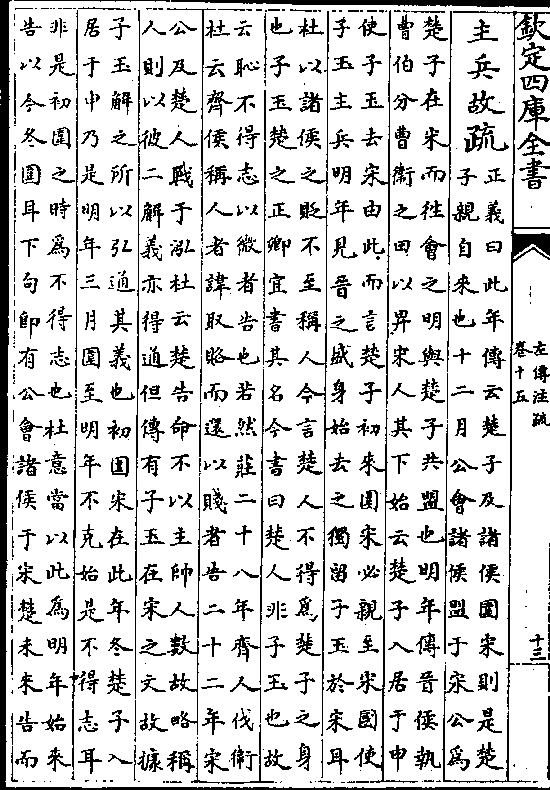 欽定四庫全書
左傳注疏
卷十五
十三
主兵故疏
正義曰此年傳云楚子及諸侯圍宋則是楚
子親自來也十二月公會諸侯盟于宋公為
楚子在宋而往會之明與楚子共盟也明年傳晉侯執
曹伯分曹衛之田以畀宋人其下始云楚子入居于申
使子玉去宋由此而言楚子初來圍宋必親至宋國使
子玉主兵明年見晉之盛身始去之獨留子玉於宋耳
杜以諸侯之貶不至稱人今言楚人不得為楚子之身
也子玉楚之正卿宜書其名今書曰楚人非子玉也故
云恥不得志以微者告也若然莊二十八年齊人伐衛
杜云齊侯稱人者諱取賂而還以賤者告二十二年宋
公及楚人戰于泓杜云楚告命不以主帥人數故略稱
人則以彼二解義亦得道但傳有子玉在宋之文故據
子玉解之所以弘道其義也初圍宋在此年冬楚子入
居于申乃是明年三月圍至明年不克始是不得志耳
非是初圍之時為不得志也杜意當以此為明年始來
告以今冬圍耳下句即有公會諸侯于宋楚未來告而